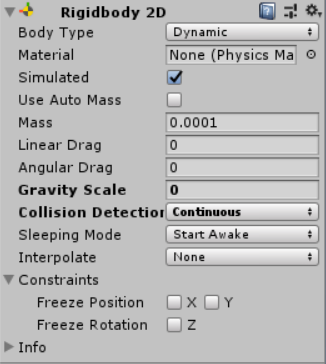 Rigidbody 2D
Body Type Dynamic
Material None (Physics Ma
Simulated
Use Auto Mass
Mass 0.0001
Linear Drag 0
Angular Drag 0
Gravity Scale 0
Collision Detection Continuous
Sleeping Mode Start Awake
Interpolate None
Constraints
Freeze Position X Y
Freeze Rotation Z
Info